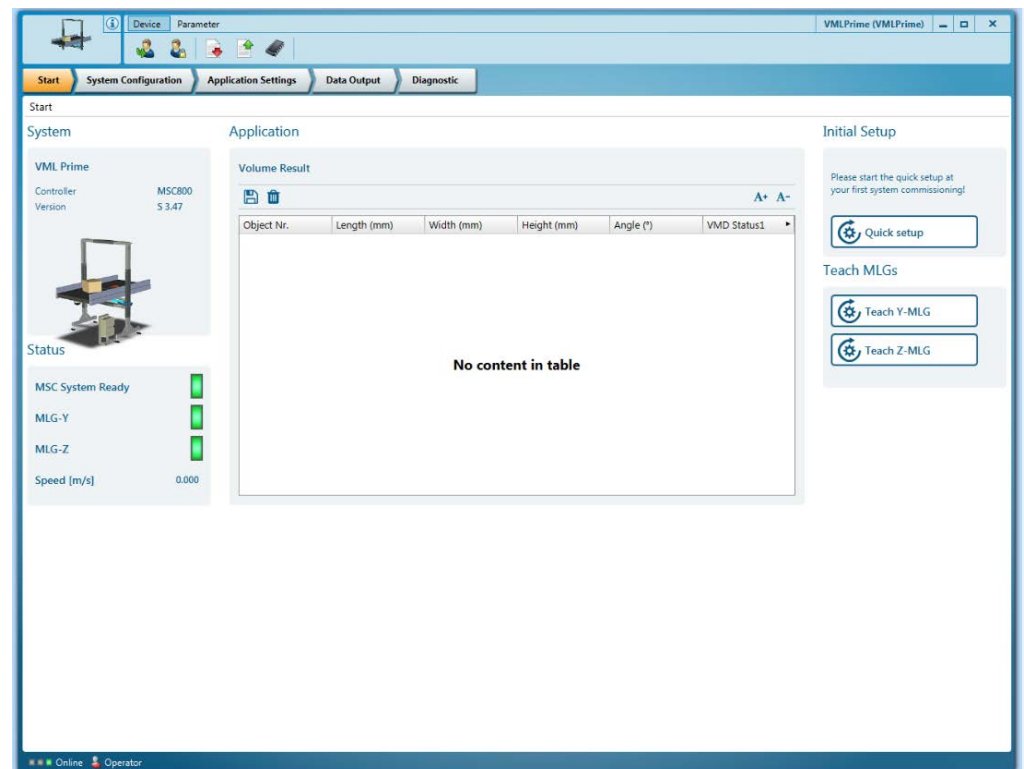 Device Parameter
VMLPrime (VMLPrime)
Start System Configuration Application Settings Data Output Diagnostic
Start
System
VML Prime
Controller MSC800
Version S 3.47
Status
MSC System Ready
MLG-Y
MLG-Z
Speed [m/s] 0.000
Application
Volume Result
A+ A-
Object Nr. Length (mm) Width (mm) Height (mm) Angle (°) VMD Status1
No content in table
Initial Setup
Please start the quick setup at
your first system commissioning!
Quick setup
Teach MLGs
Teach Y-MLG
Teach Z-MLG
Online Operator